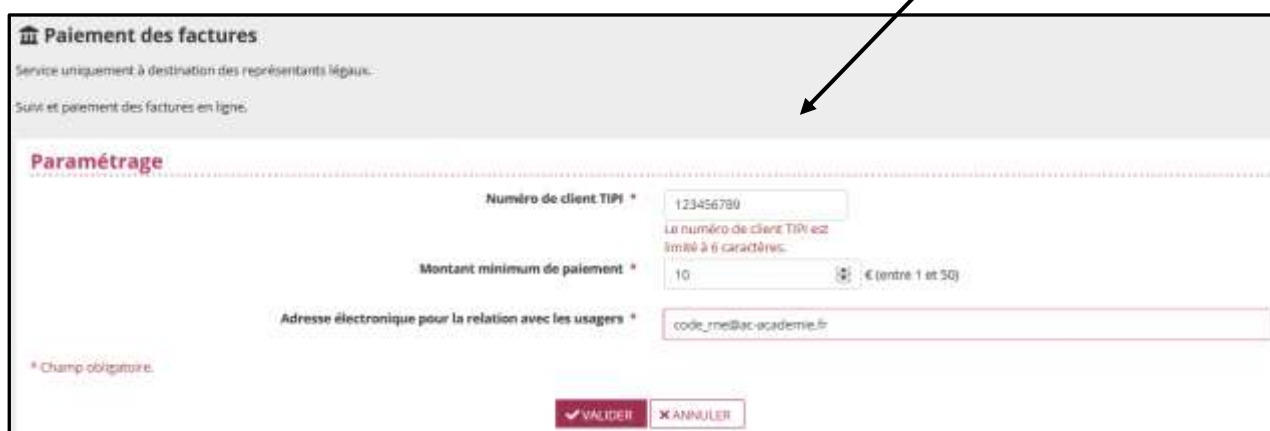 Paiement des factures
Service uniquement à destination des représentants légaux.
Suivi et paiement des factures en ligne.
Paramétrage
Numéro de client TIPI *
123456789
Le numéro de client TIPI est
limité à 6 caractères.
Montant minimum de paiement *
10
€ (entre 1 et 50)
Adresse électronique pour la relation avec les usagers *
code_rne@ac-academie.fr
* Champ obligatoire.
VALIDER
ANNULER